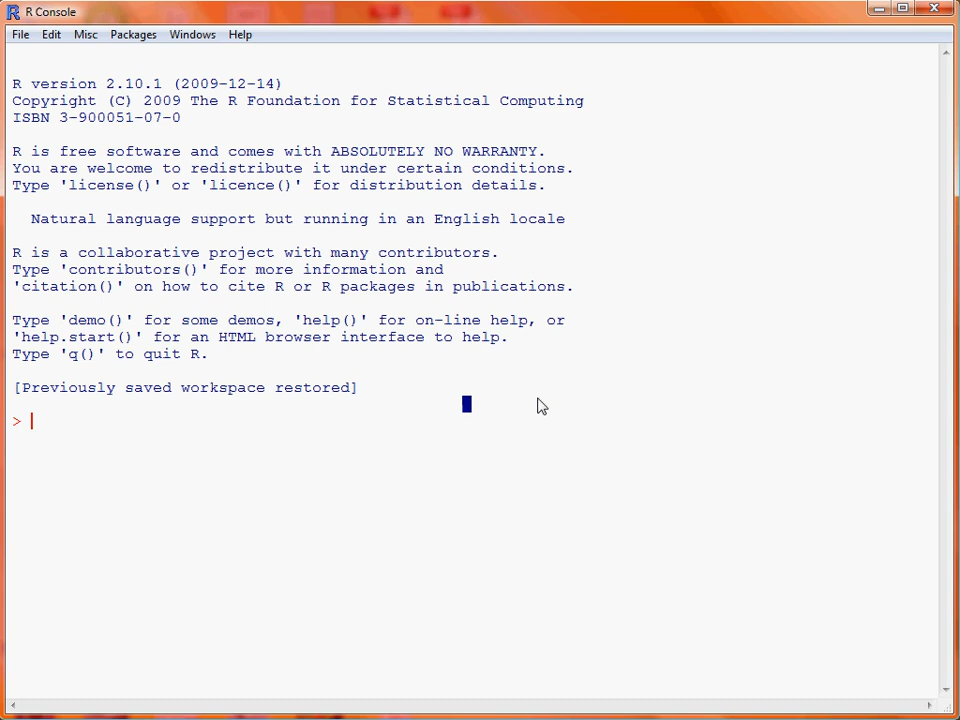 R Console
File Edit Misc Packages Windows Help
R version 2.10.1 (2009-12-14)
Copyright (C) 2009 The R Foundation for Statistical Computing
ISBN 3-900051-07-0
R is free software and comes with ABSOLUTELY NO WARRANTY.
You are welcome to redistribute it under certain conditions.
Type 'license()' or 'licence()' for distribution details.
Natural language support but running in an English locale
R is a collaborative project with many contributors.
Type 'contributors()' for more information and
'citation()' on how to cite R or R packages in publications.
Type 'demo()' for some demos, 'help()' for on-line help, or
'help.start()' for an HTML browser interface to help.
Type 'q()' to quit R.
[Previously saved workspace restored]
>